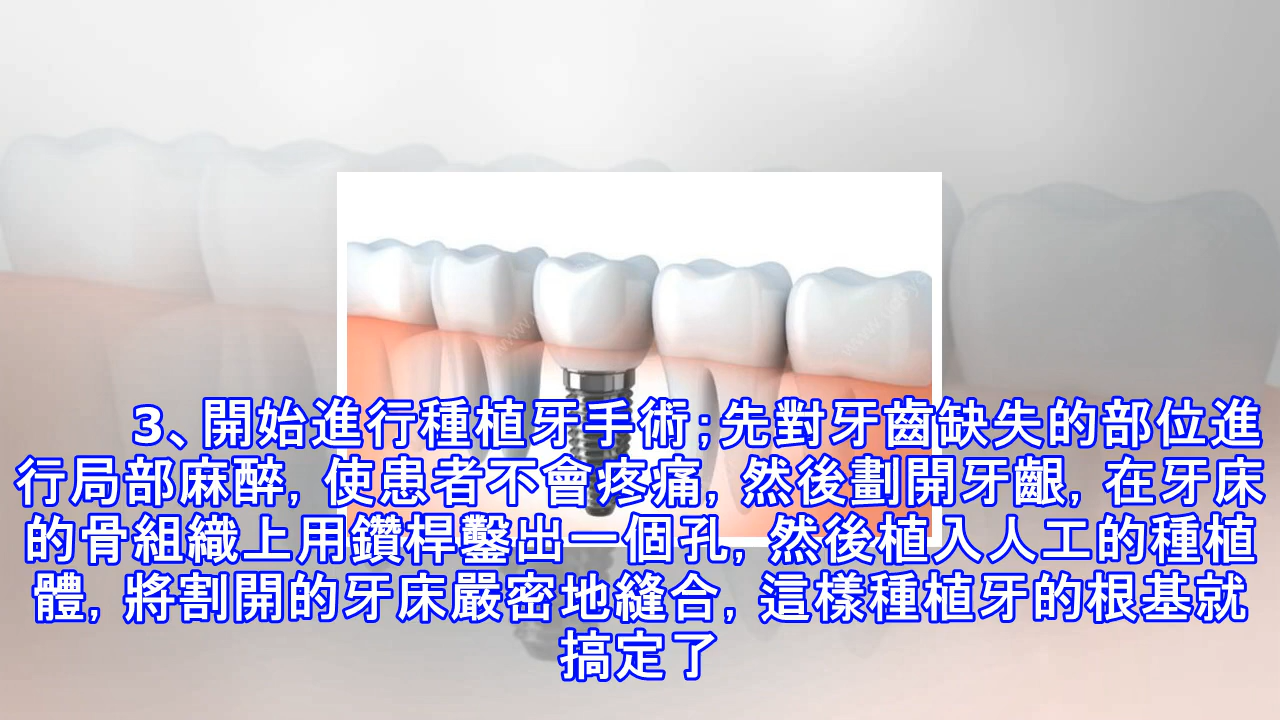 3、開始進行種植牙手術;先對牙齒缺失的部位進
行局部麻醉, 使患者不會疼痛, 然後劃開牙齦, 在牙床
的骨組織上用鑽桿鑿出一個孔, 然後植入人工的種植
體, 將割開的牙床嚴密地縫合, 這樣種植牙的根基就
搞定了